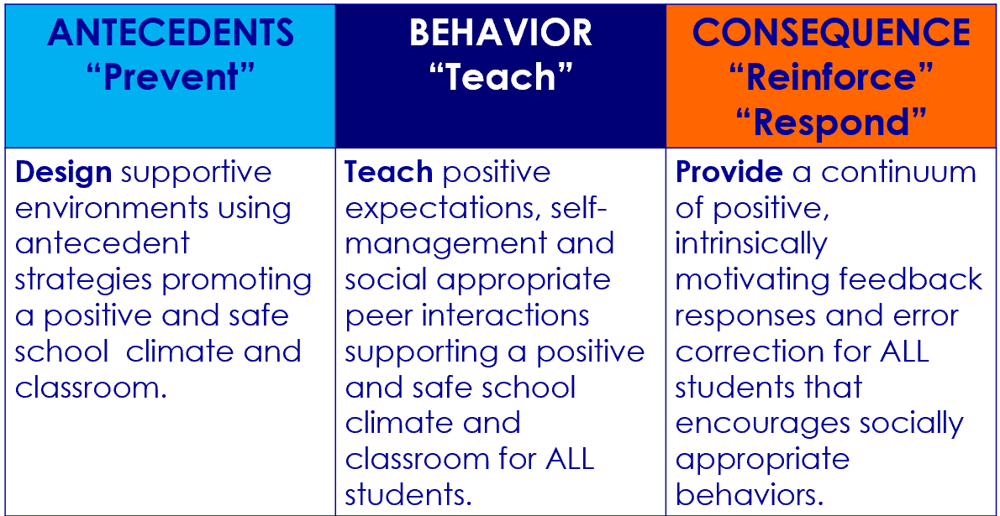 ANTECEDENTS
“Prevent”
BEHAVIOR
“Teach”
CONSEQUENCE
“Reinforce”
“Respond”
Design supportive
environments using
antecedent
strategies promoting
a positive and safe
school  climate and
classroom.
Teach positive
expectations, self-
management and
social appropriate
peer interactions
supporting a positive
and safe school
climate and
classroom for ALL
students.
Provide a continuum
of positive,
intrinsically
motivating feedback
responses and error
correction for ALL
students that
encourages socially
appropriate
behaviors.